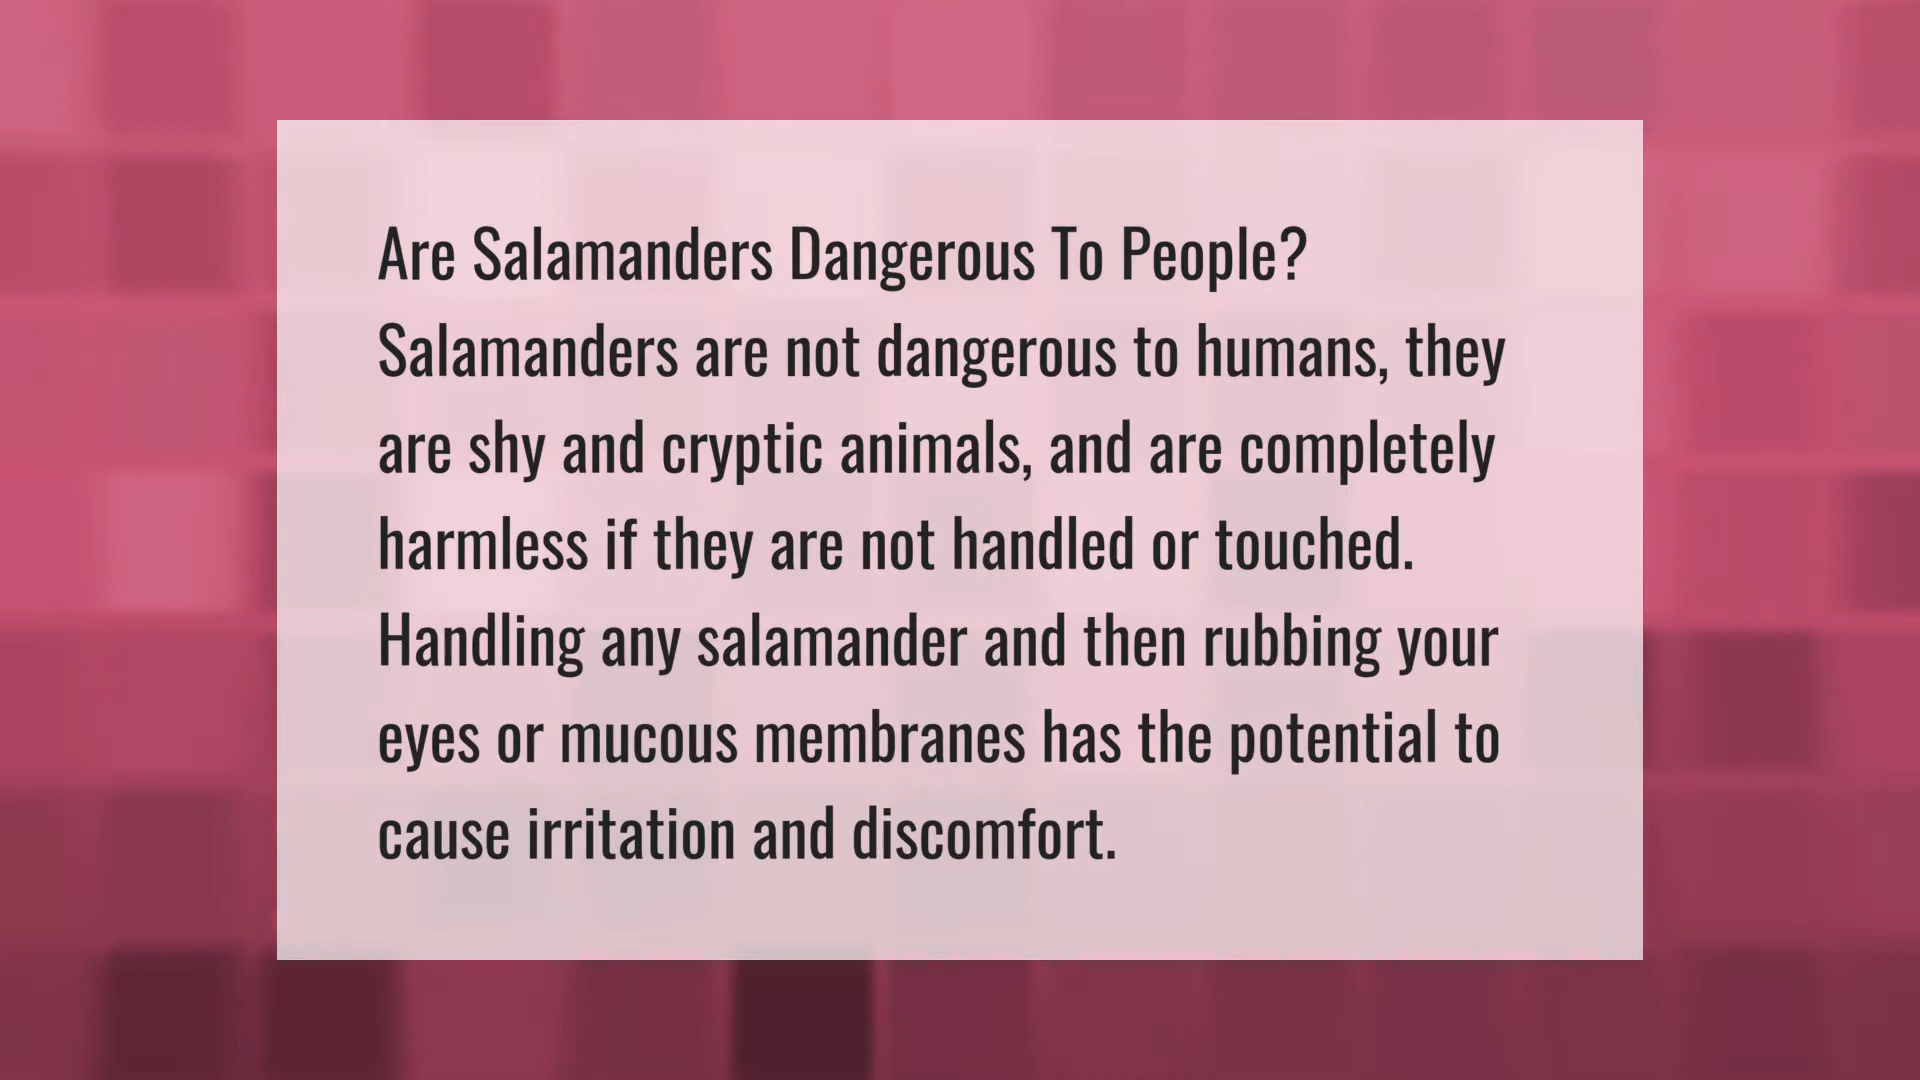 Are Salamanders Dangerous To People?
Salamanders are not dangerous to humans, they
are shy and cryptic animals, and are completely
harmless if they are not handled or touched.
Handling any salamander and then rubbing your
eyes or mucous membranes has the potential to
cause irritation and discomfort.